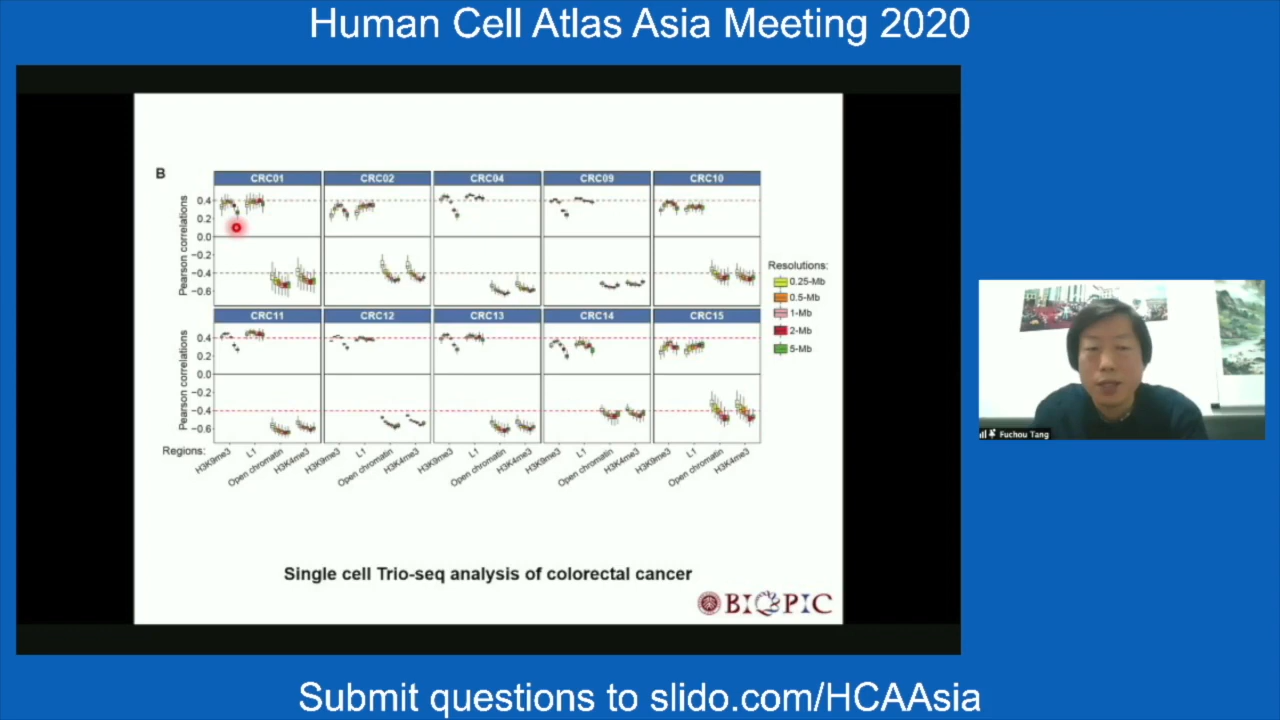 Human Cell Atlas Asia Meeting 2020
B
CRC01 CRC02 CRC04 CRC09 CRC10
Pearson correlations
0.4
0.2
0.0
−0.2
−0.4
−0.6
Resolutions:
0.25-Mb
0.5-Mb
1-Mb
2-Mb
5-Mb
CRC11 CRC12 CRC13 CRC14 CRC15
Pearson correlations
0.4
0.2
0.0
−0.2
−0.4
−0.6
Regions:
H3K9me3 L1 Open chromatin H3K4me3 H3K9me3 L1 Open chromatin H3K4me3 H3K9me3 L1 Open chromatin H3K4me3 H3K9me3 L1 Open chromatin H3K4me3 H3K9me3 L1 Open chromatin H3K4me3
Single cell Trio-seq analysis of colorectal cancer
BIOPIC
Fuchou Tang
Submit questions to slido.com/HCAAsia